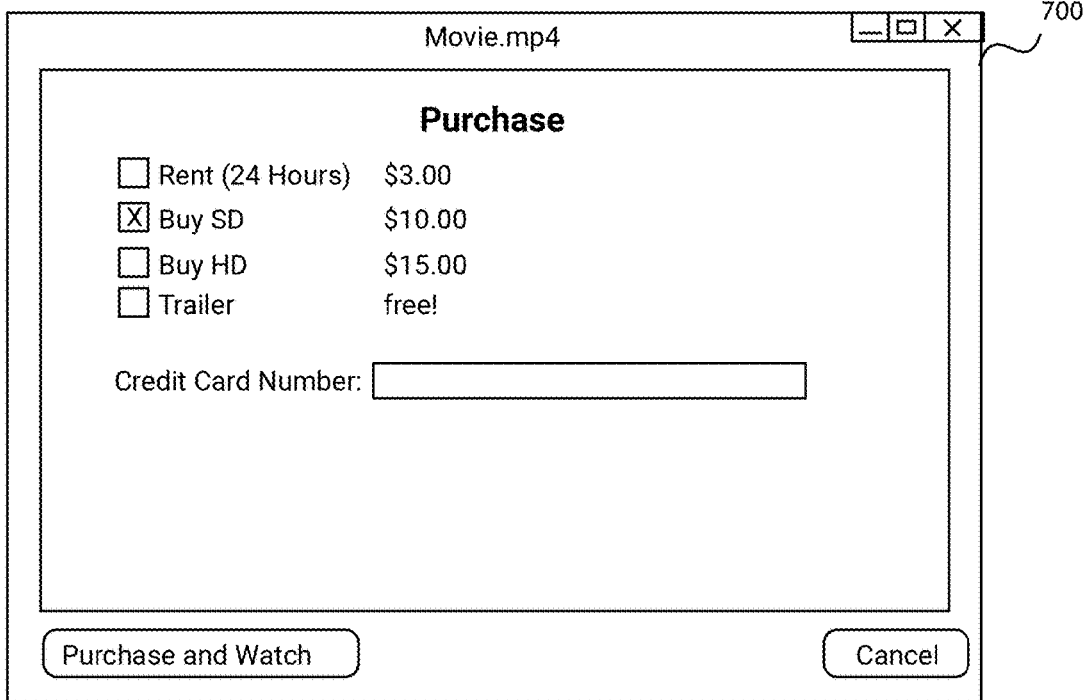 700
Movie.mp4
Purchase
Rent (24 Hours) $3.00
X Buy SD $10.00
Buy HD $15.00
Trailer free!
Credit Card Number:
Purchase and Watch Cancel